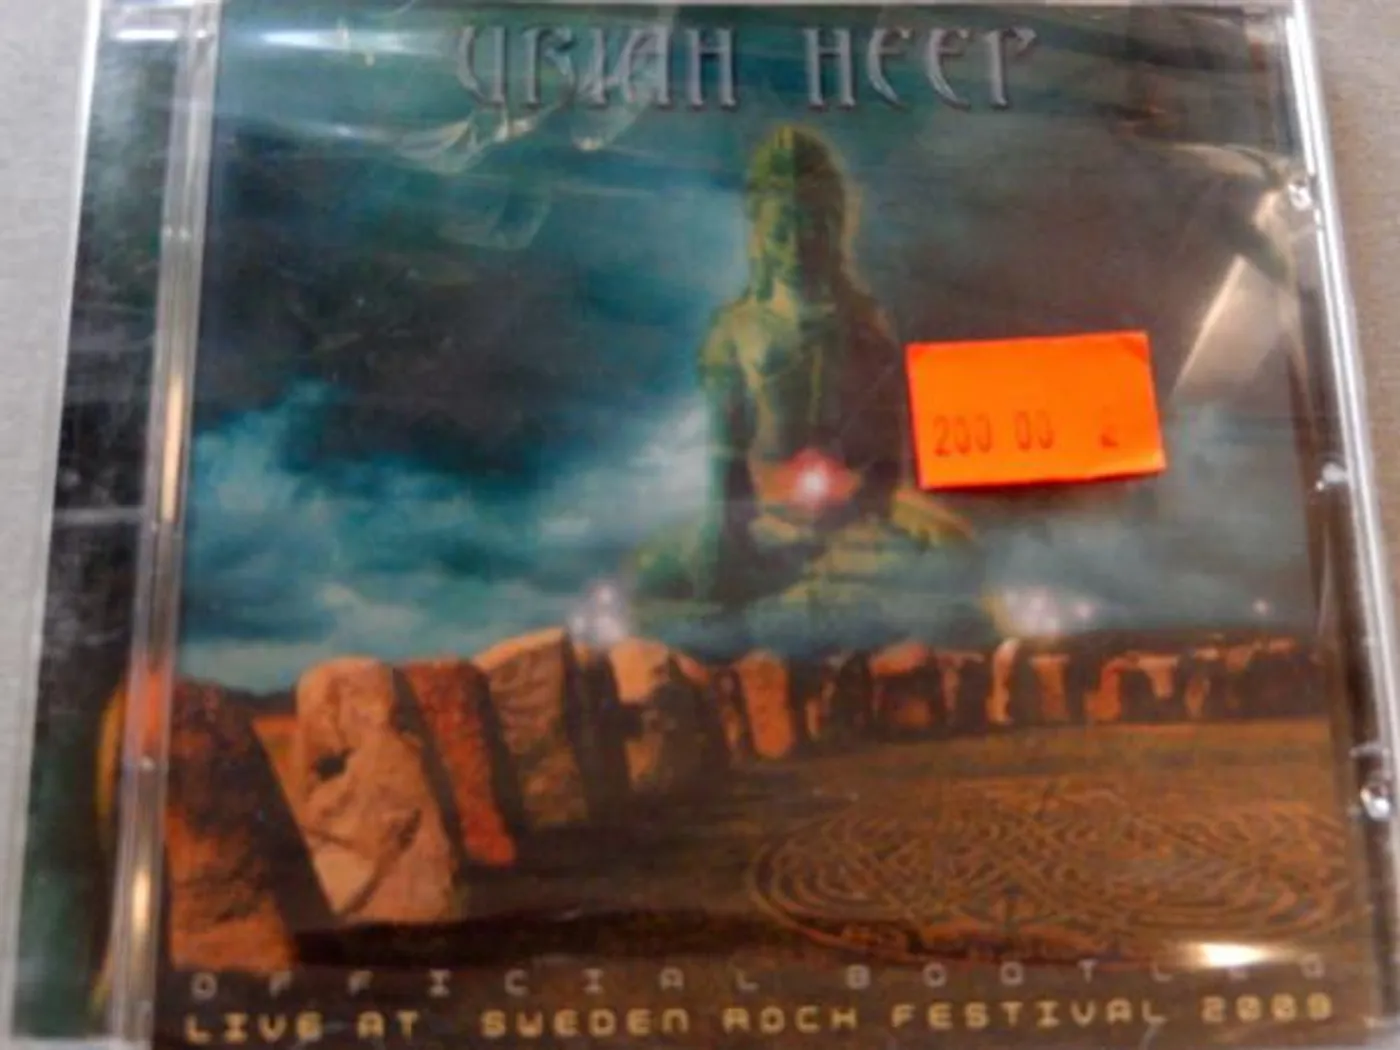 URIAH HEEP
200 00 2
OFFICIAL BOOTLEG
LIVE AT SWEDEN ROCK FESTIVAL 2009